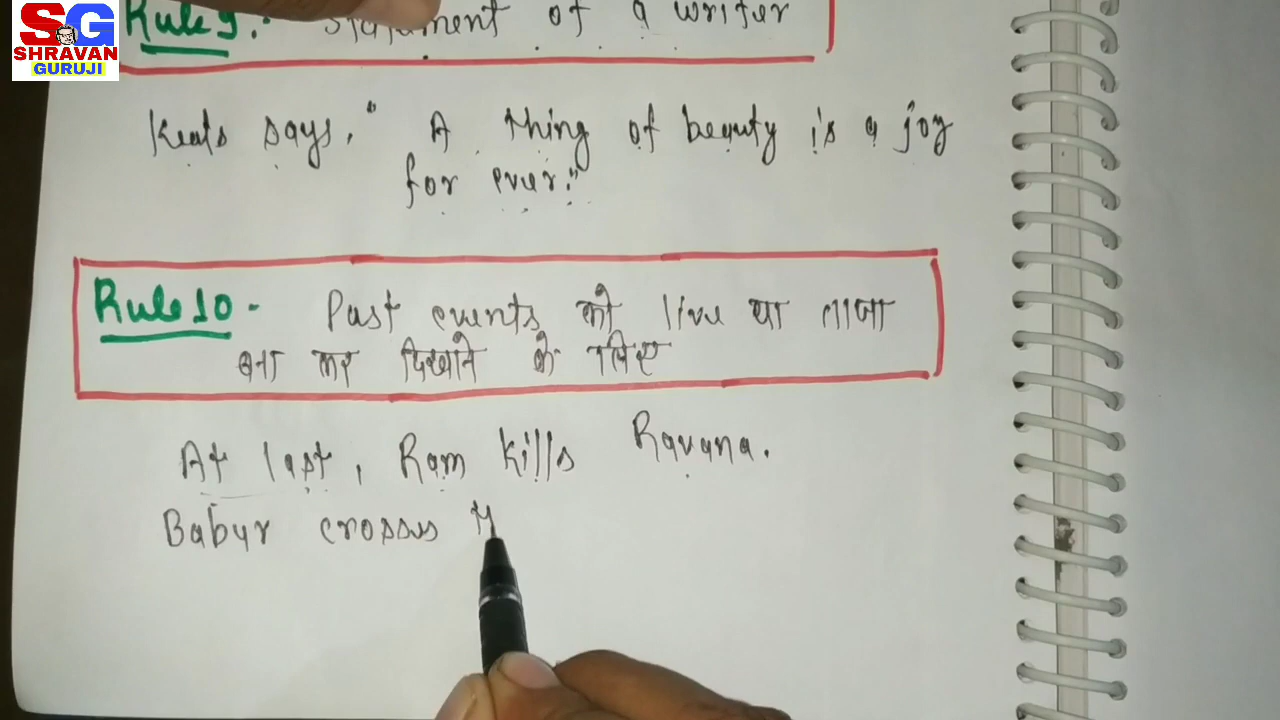 SG
SHRAVAN
GURUJI
Rule 9: Statement of a writer
Keats says, " A thing of beauty is a joy
for ever."
Rule 10 - Past events को live या ताजा
बना कर दिखाने के लिए
At last, Ram kills Ravana.
Babur crosses